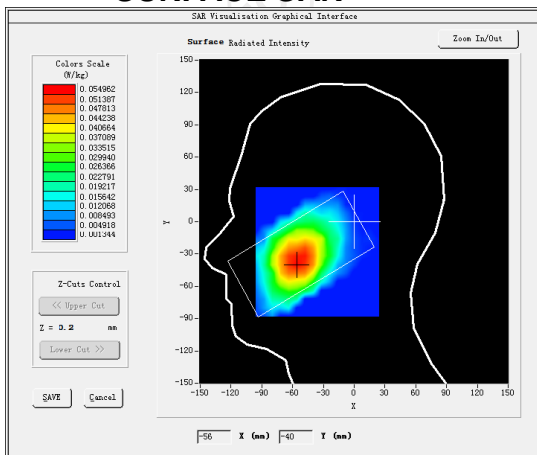 SAR Visualisation Graphical Interface
Surface Radiated Intensity
Zoom In/Out
Colors Scale
(W/kg)
0.054962
0.051387
0.047813
0.044238
0.040664
0.037089
0.033515
0.029940
0.026366
0.022791
0.019217
0.015642
0.012068
0.008493
0.004918
0.001344
Z-Cuts Control
<< Upper Cut
Z = 3.2 mm
Lower Cut >>
SAVE
Cancel
150
120
90
60
30
0
-30
-60
-90
-120
-150
Y
-150 -120 -90 -60 -30 0 30 60 90 120 150
X
-56 X (mm) -40 Y (mm)